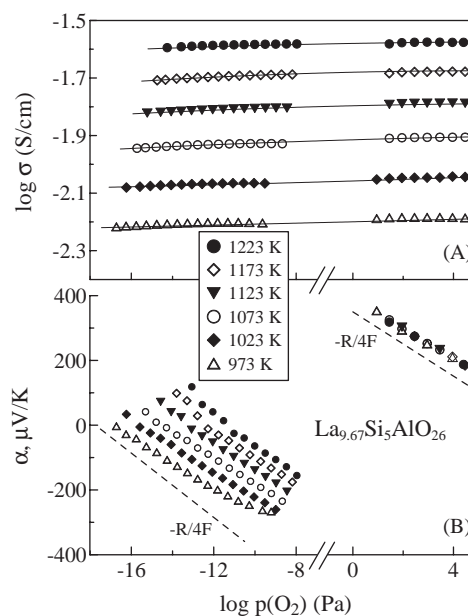 -1.5
(A)
-1.7
-1.9
-2.1
-2.3
log σ (S/cm)
1223 K
1173 K
1123 K
1073 K
1023 K
973 K
400
200
0
-200
-400
α, μV/K
-R/4F
-R/4F
La9.67Si5AlO26
(B)
-16 -12 -8 0 2 4
log p(O2) (Pa)